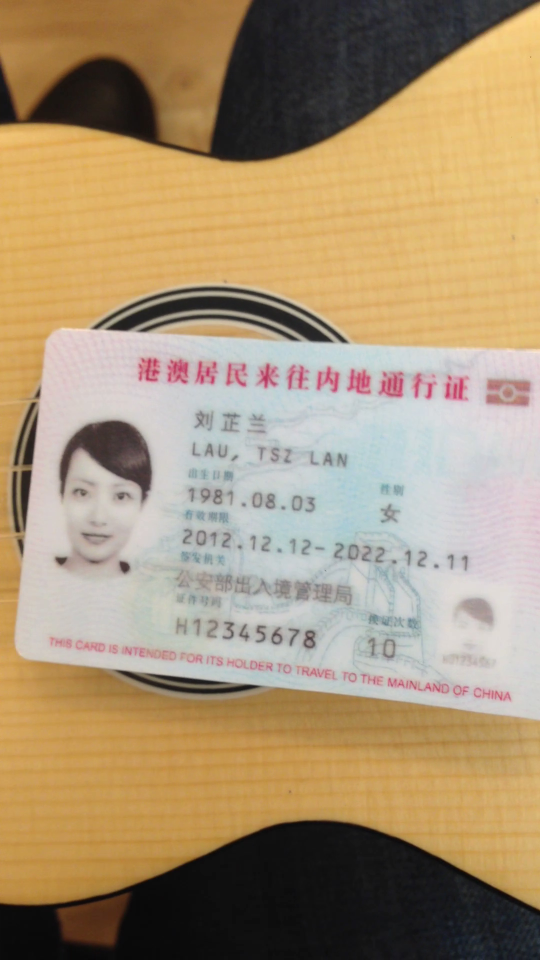 港澳居民来往内地通行证
刘芷兰
LAU, TSZ LAN
出生日期 性别
1981.08.03 女
有效期限
2012.12.12-2022.12.11
签发机关
公安部出入境管理局
证件号码 换证次数
H12345678 10
H12345678
THIS CARD IS INTENDED FOR ITS HOLDER TO TRAVEL TO THE MAINLAND OF CHINA